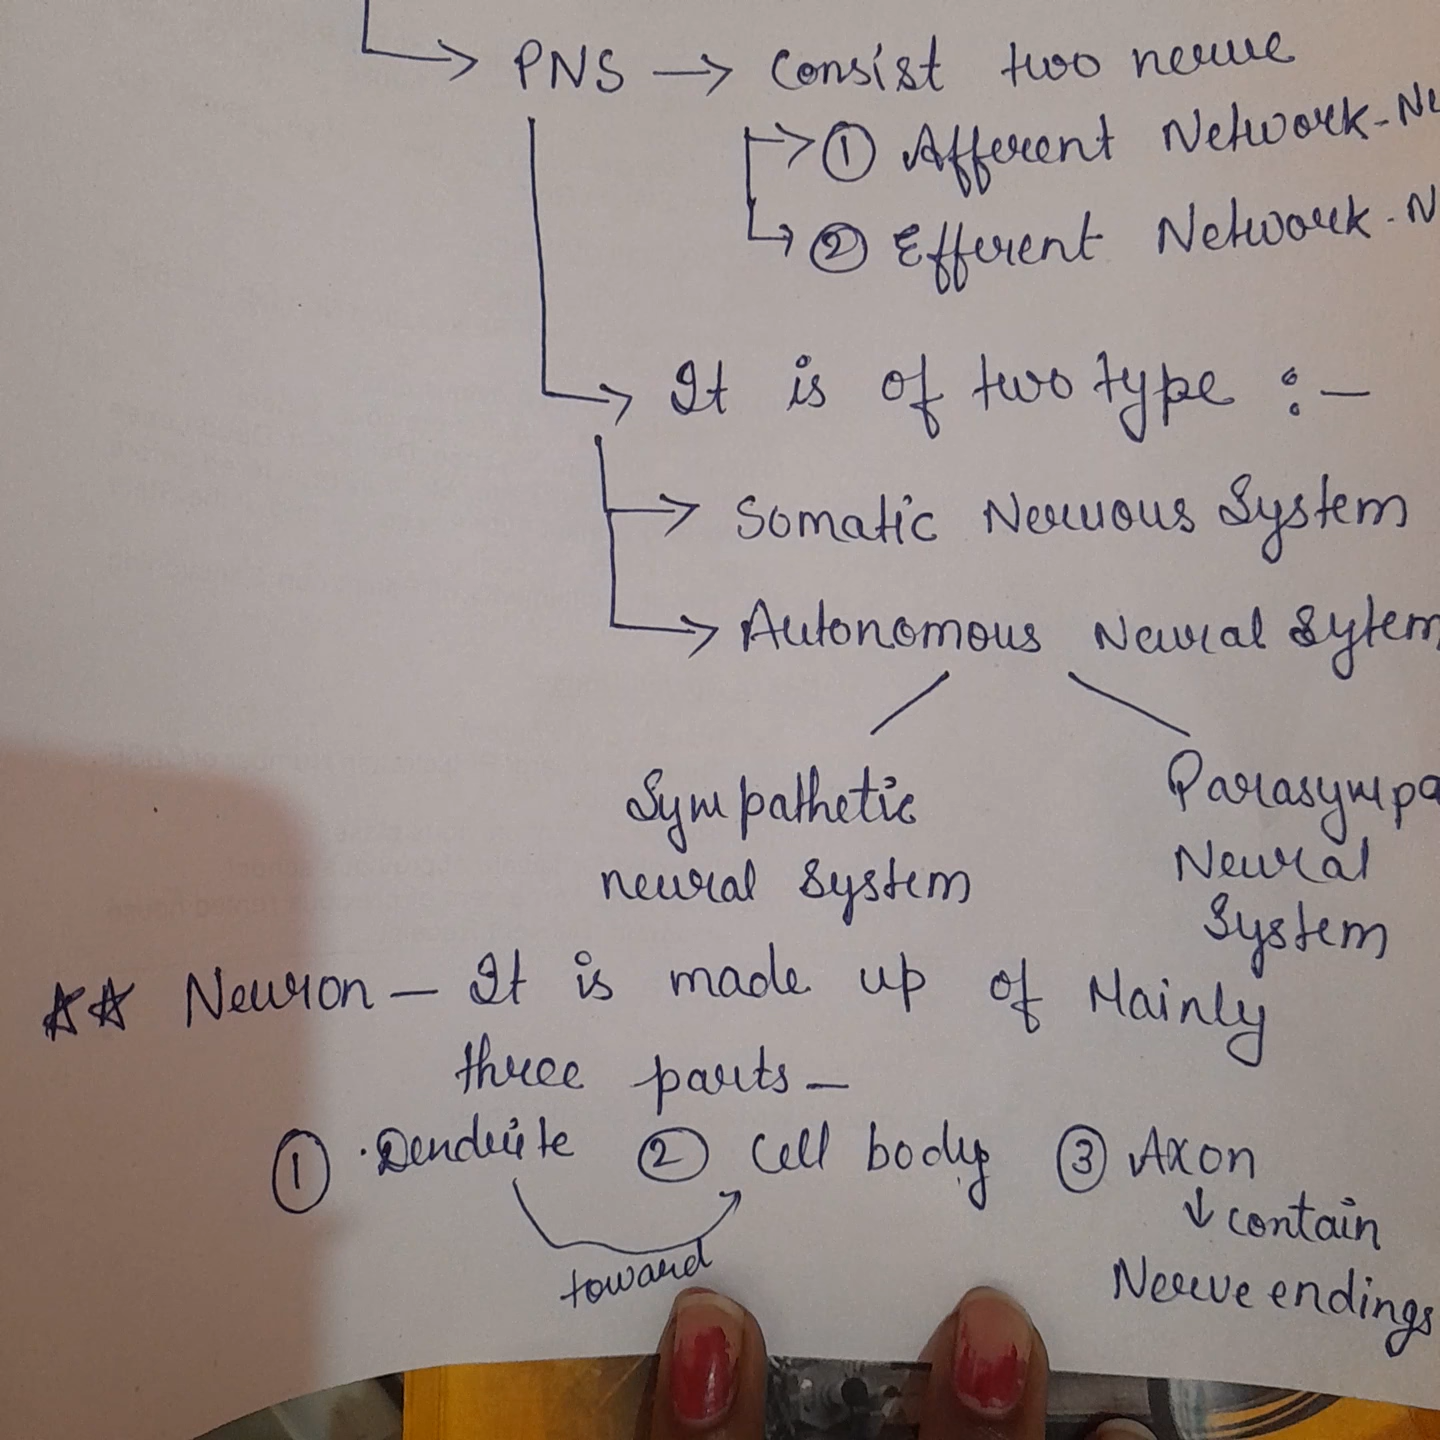 PNS → Consist two nerve
→ ① Afferent Network-Ne
→ ② Efferent Network-N
→ It is of two type :-
→ Somatic Nervous System
→ Autonomous Neural Sytem
Sympathetic
neural system
Parasympa
Neural
System
☆☆ Neuron — It is made up of Mainly
three parts —
① Dendrite ② Cell body ③ Axon
toward
↓ contain
Nerve endings